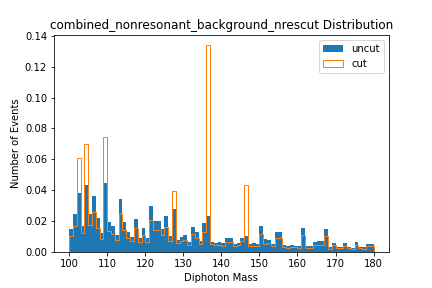 combined_nonresonant_background_nrescut Distribution
0.14
0.12
0.10
0.08
0.06
0.04
0.02
0.00
Number of Events
uncut
cut
100 110 120 130 140 150 160 170 180
Diphoton Mass